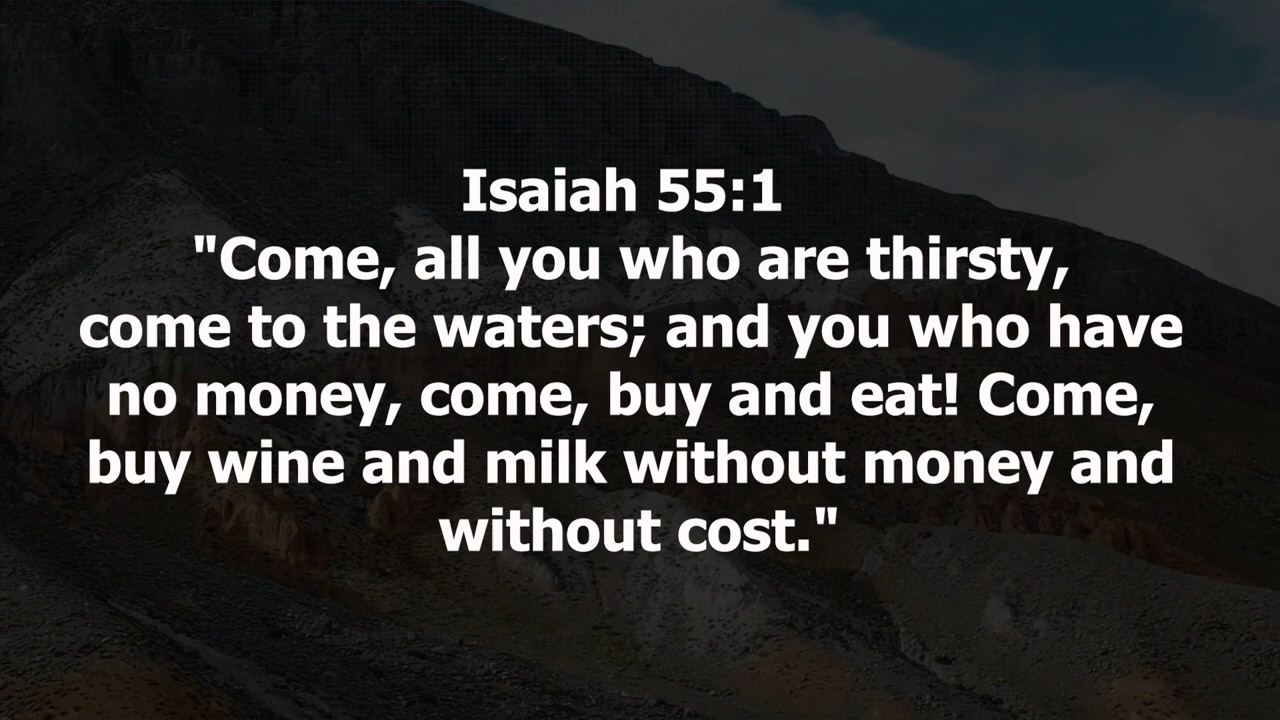 Isaiah 55:1
"Come, all you who are thirsty,
come to the waters; and you who have
no money, come, buy and eat! Come,
buy wine and milk without money and
without cost."